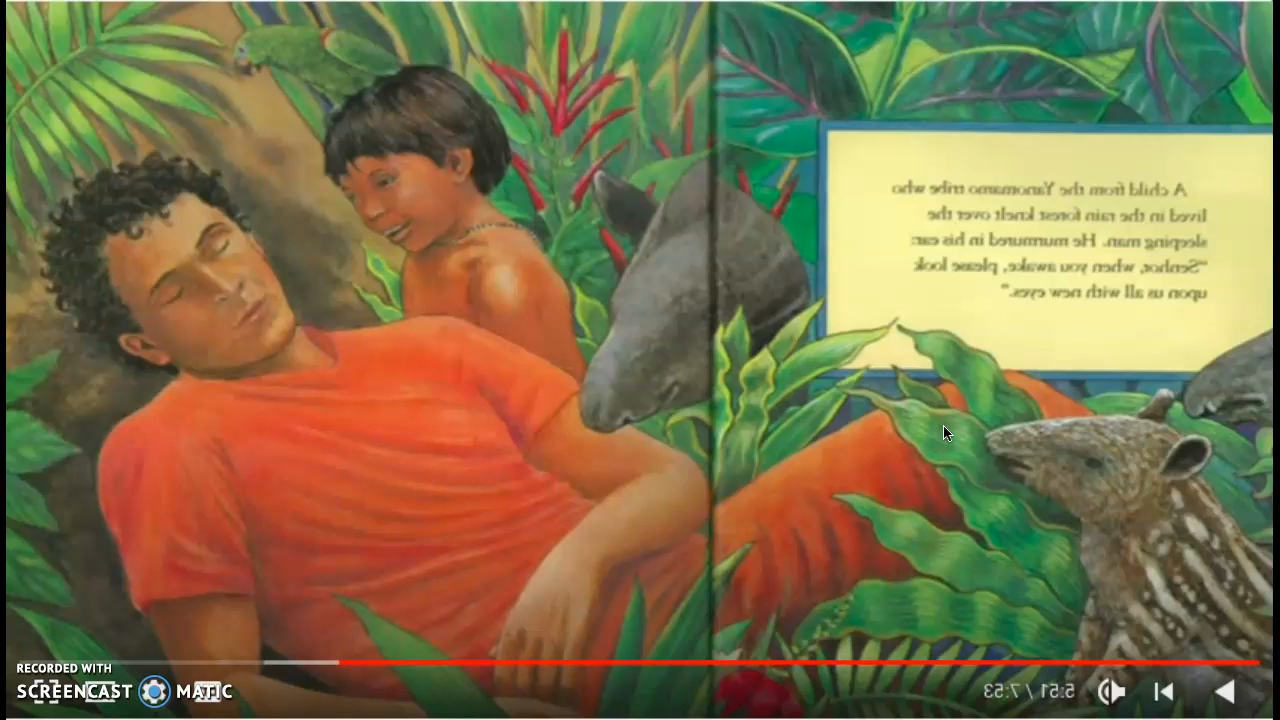 A child from the Yanomamo tribe who
lived in the rain forest knelt over the
sleeping man. He murmured in his ear:
"Senhor, when you awake, please look
upon us all with new eyes."
RECORDED WITH
SCREENCAST MATIC
5:51 / 7:53